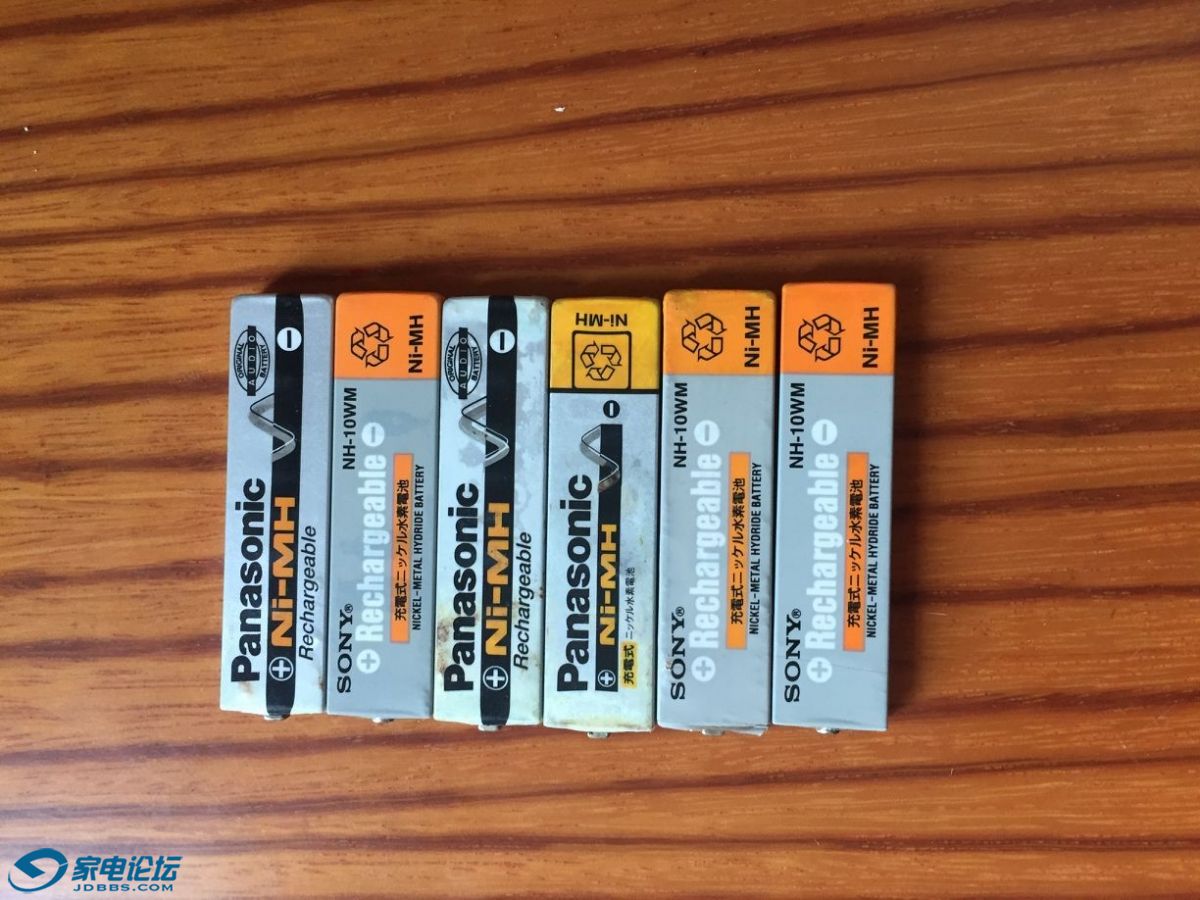 ORIGINAL
AUDIO
BATTERY
Panasonic
Ni-MH
Rechargeable
Ni-MH
NH-10WM
SONY®
Rechargeable
充電式ニッケル水素電池
NICKEL-METAL HYDRIDE BATTERY
ORIGINAL
AUDIO
BATTERY
Panasonic
Ni-MH
Rechargeable
Ni-MH
Panasonic
Ni-MH
充電式 ニッケル水素電池
Ni-MH
NH-10WM
SONY®
Rechargeable
充電式ニッケル水素電池
NICKEL-METAL HYDRIDE BATTERY
Ni-MH
NH-10WM
SONY®
Rechargeable
充電式ニッケル水素電池
NICKEL-METAL HYDRIDE BATTERY
家电论坛
JDBBS.COM